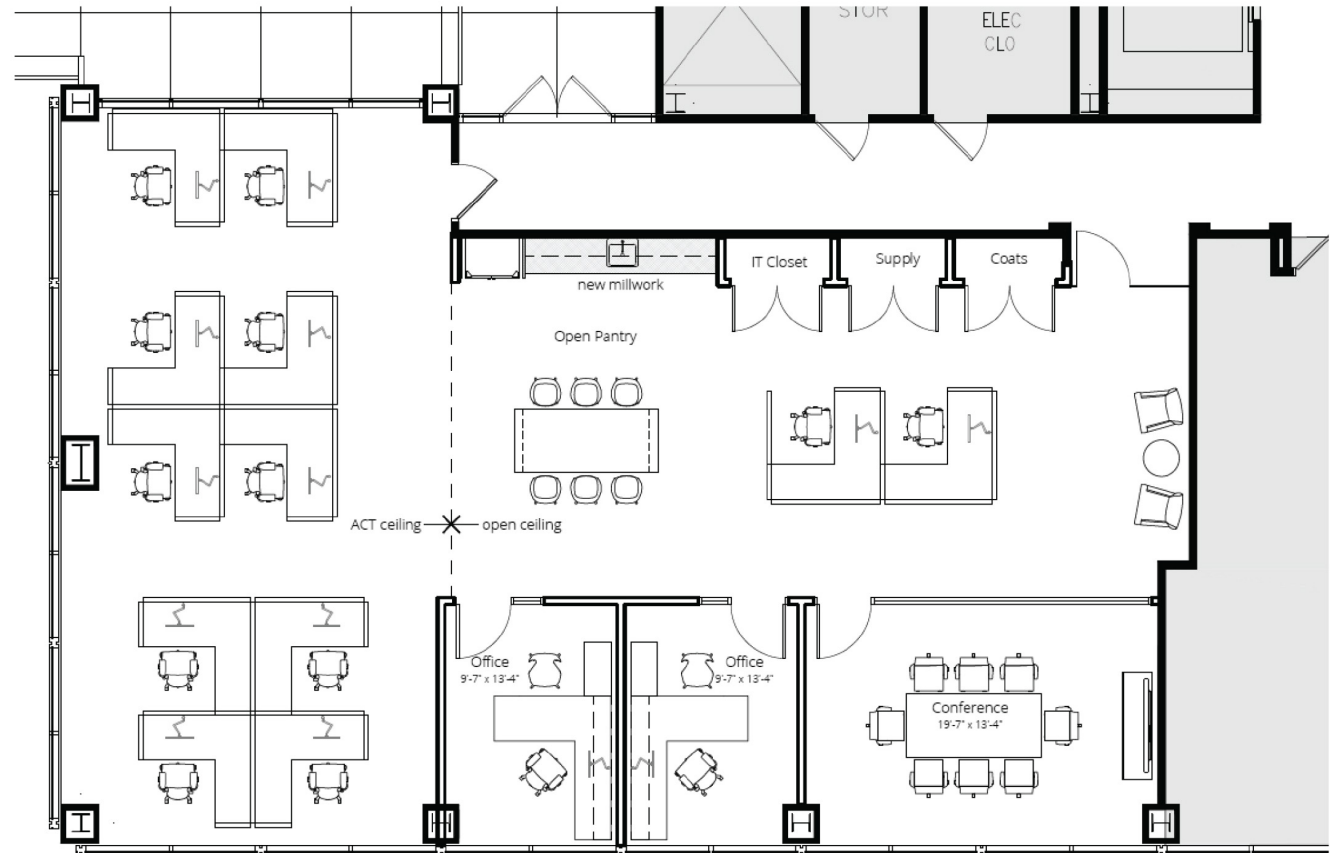 STOR
ELEC
CLO
IT Closet
Supply
Coats
new millwork
Open Pantry
ACT ceiling
open ceiling
Office
9'-7" x 13'-4"
Office
9'-7" x 13'-4"
Conference
19'-7" x 13'-4"